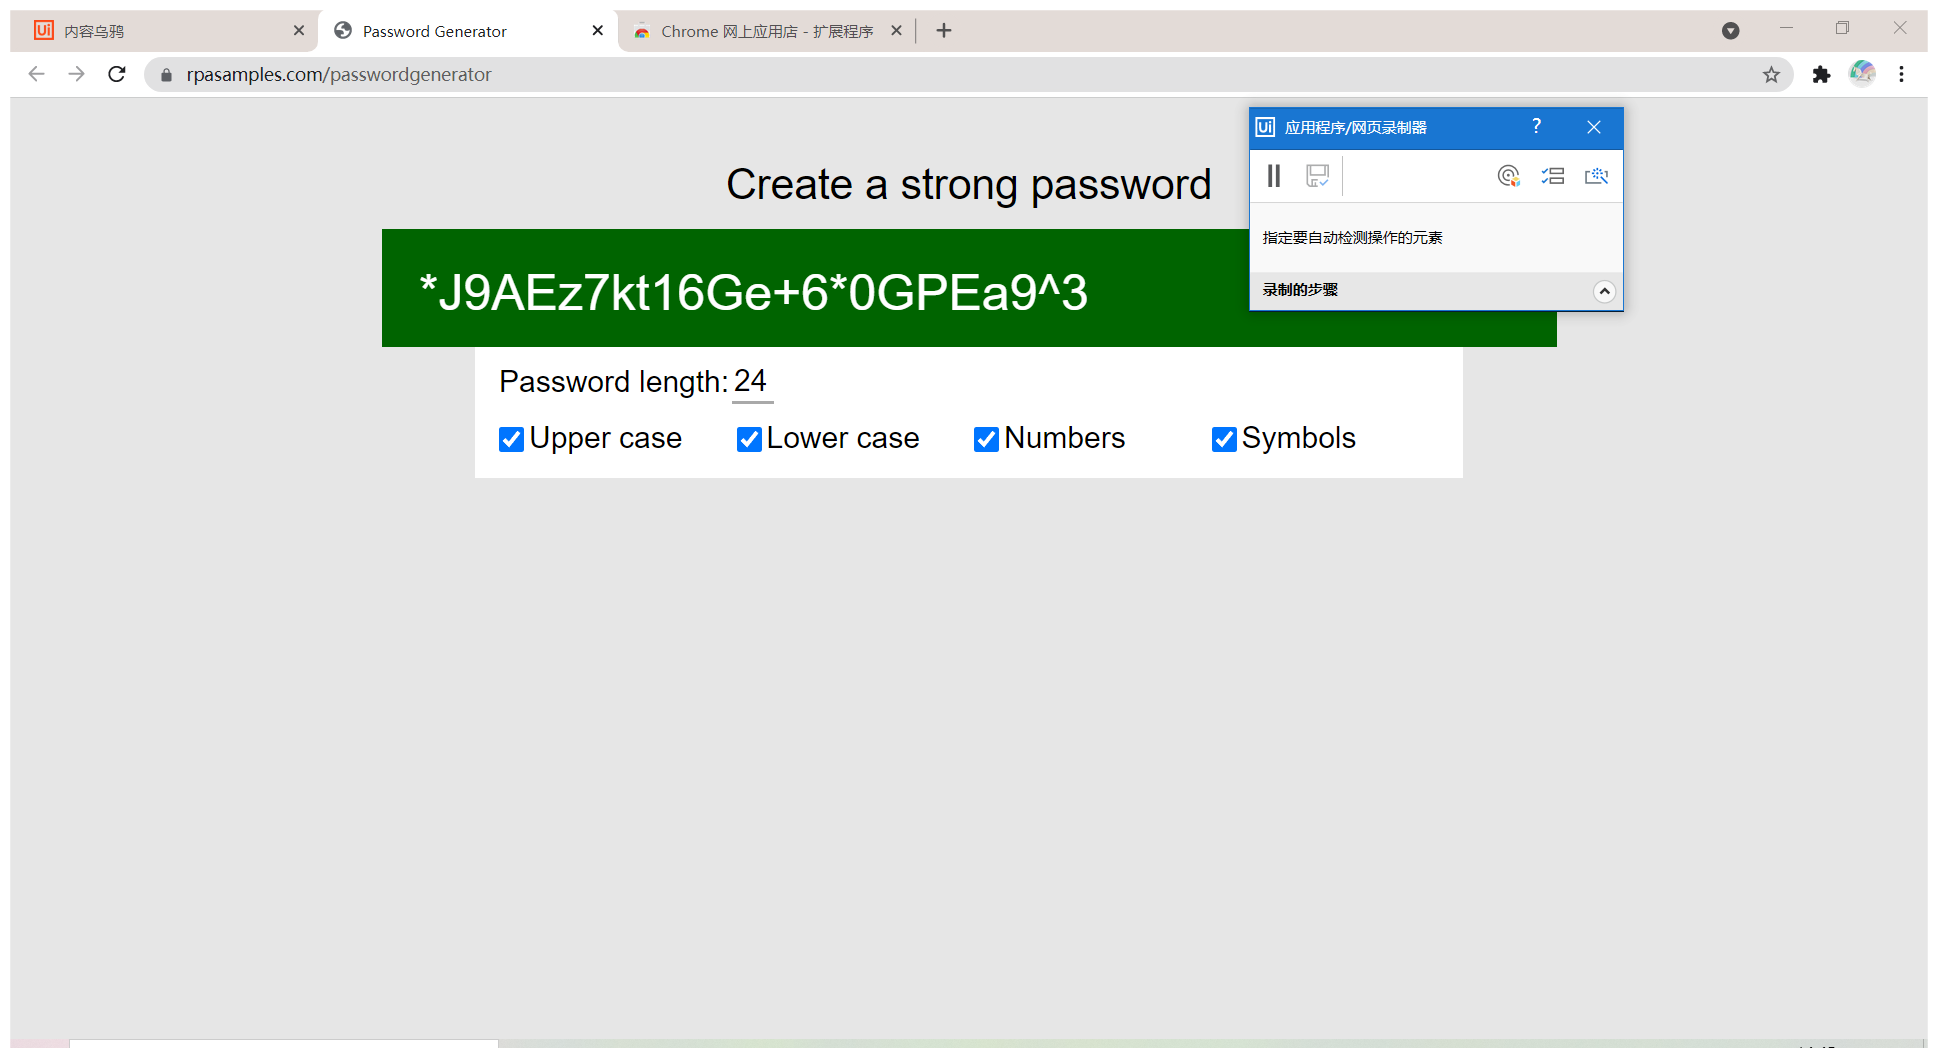 Ui 内容乌鸦
Password Generator
Chrome 网上应用店 - 扩展程序
rpasamples.com/passwordgenerator
Ui 应用程序/网页录制器 ?
指定要自动检测操作的元素
录制的步骤
Create a strong password
*J9AEz7kt16Ge+6*0GPEa9^3
Password length: 24
Upper case Lower case Numbers Symbols